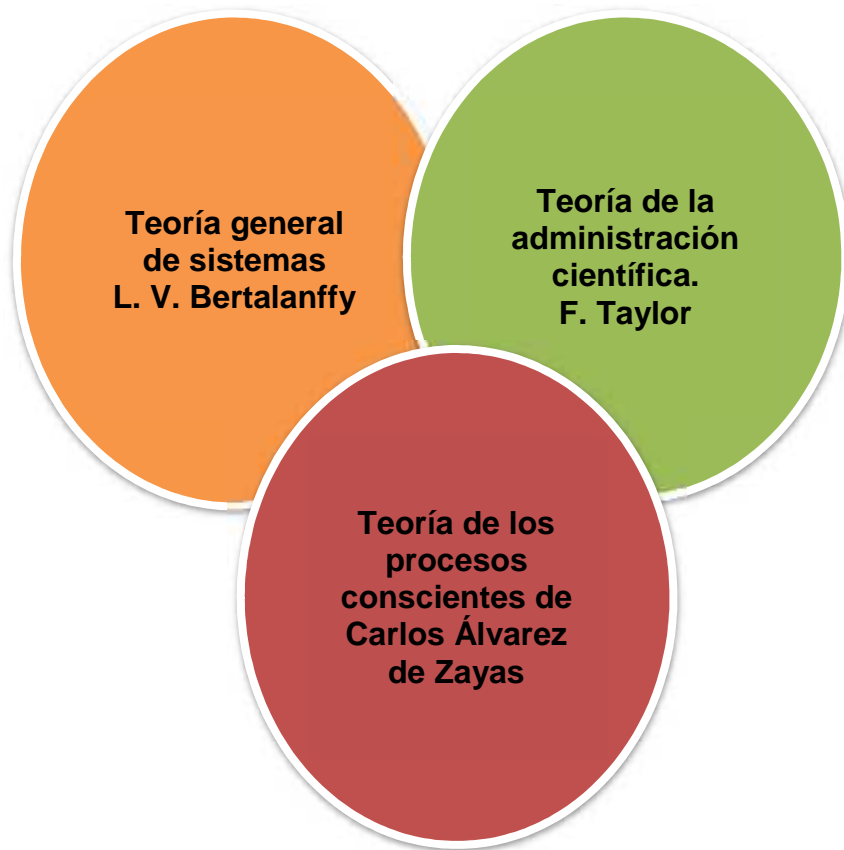 Teoría general
de sistemas
L. V. Bertalanffy
Teoría de la
administración
científica.
F. Taylor
Teoría de los
procesos
conscientes de
Carlos Álvarez
de Zayas